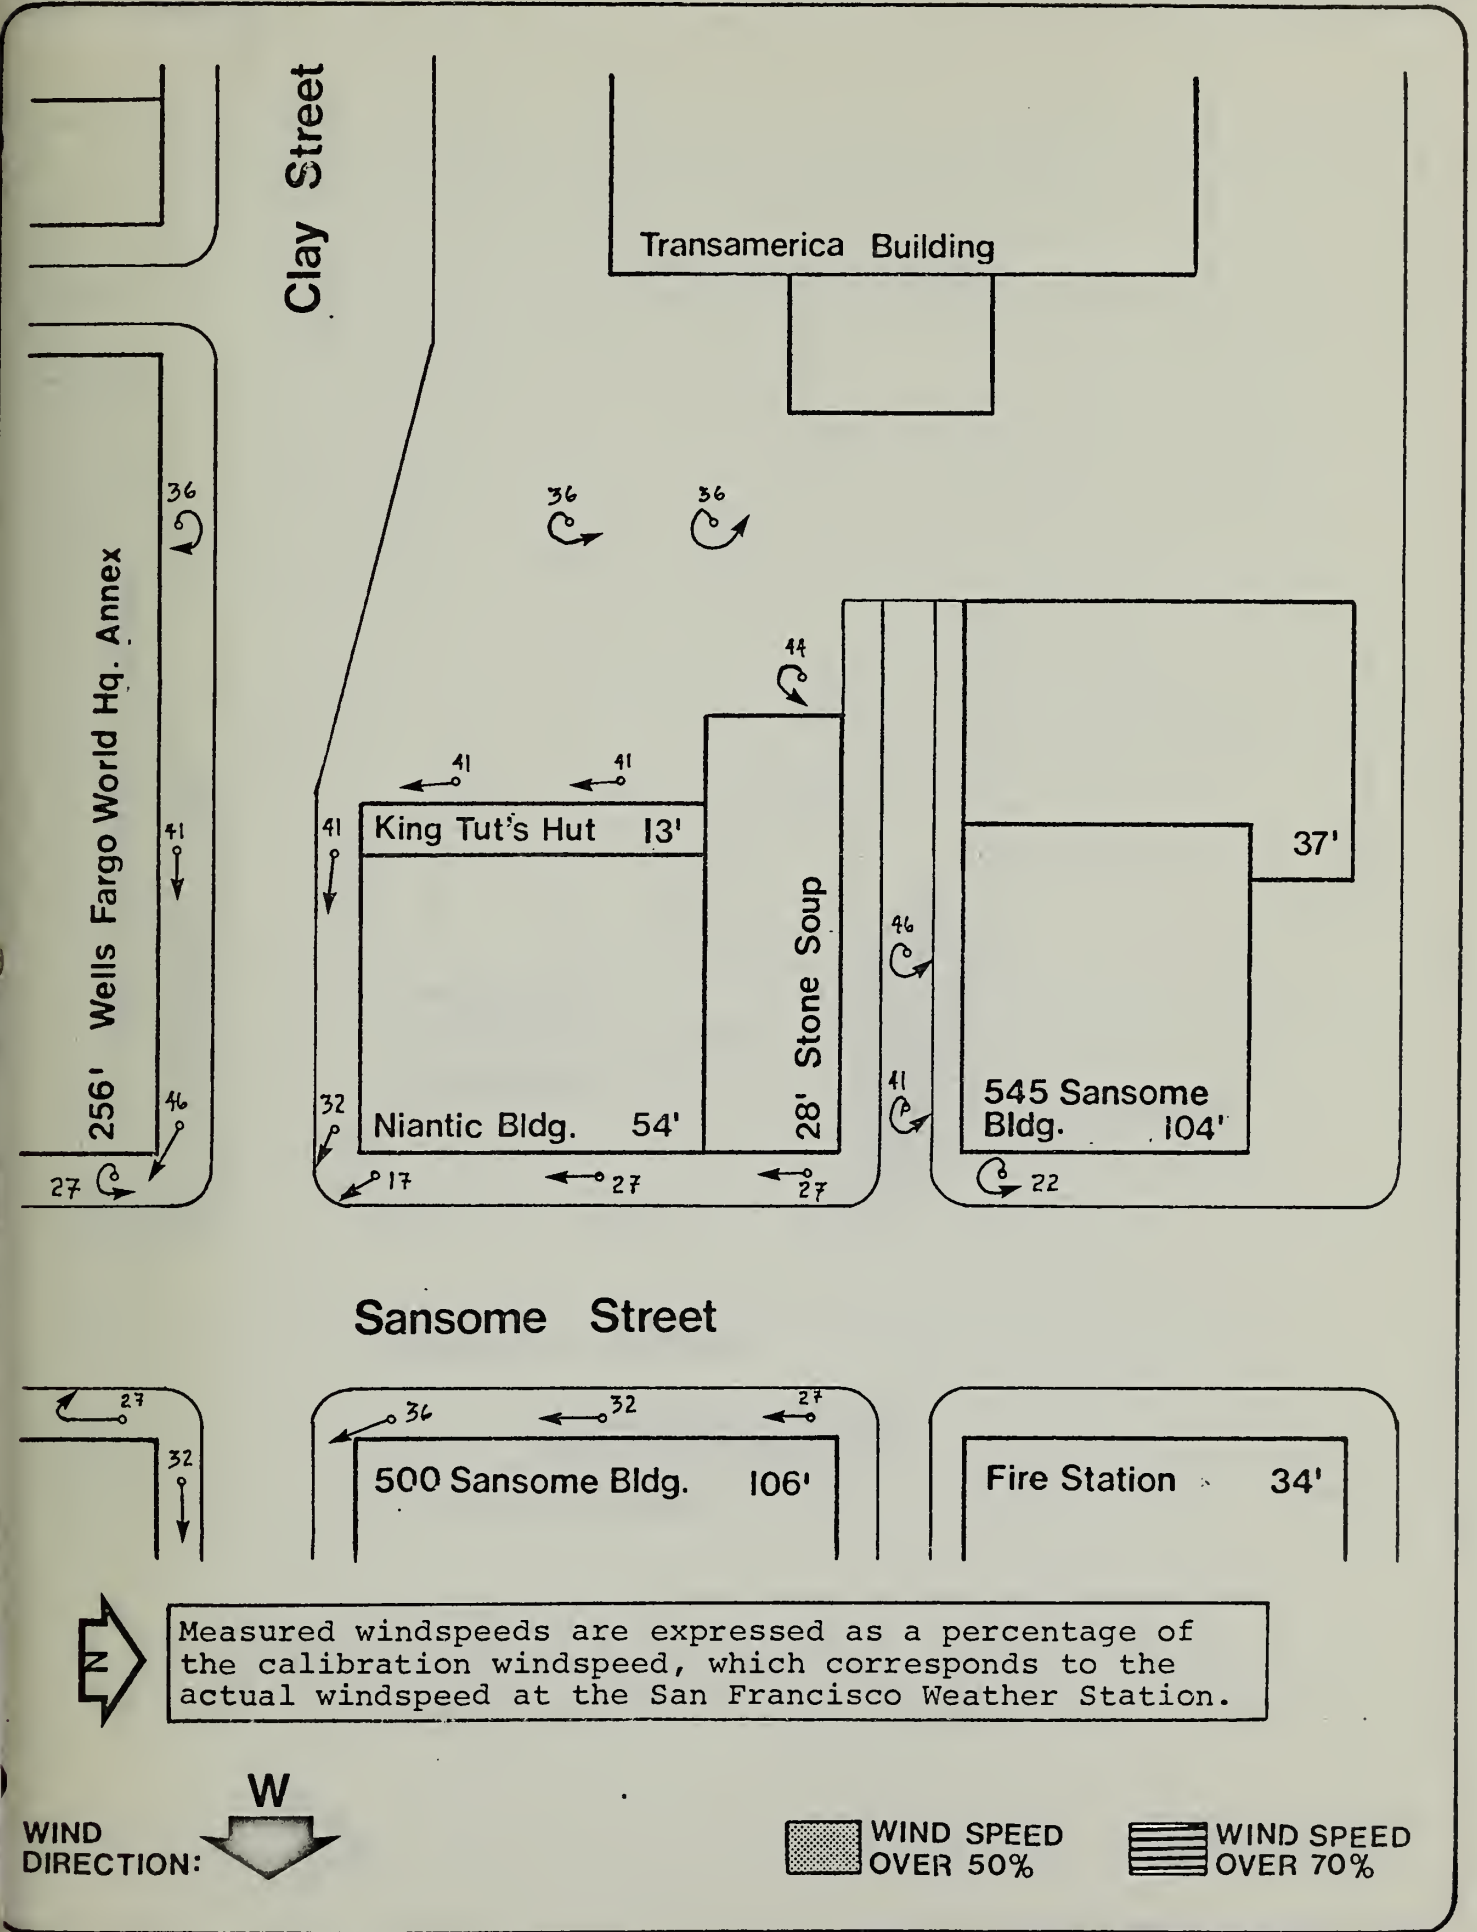 Clay Street
Transamerica Building
36
36
36
256' Wells Fargo World Hq. Annex
44
41
41
41
41
King Tut's Hut 13'
37'
28' Stone Soup
46
46
41
32
Niantic Bldg. 54'
545 Sansome
Bldg. 104'
27
17
27
27
22
Sansome Street
27
36
32
27
32
500 Sansome Bldg. 106'
Fire Station 34'
N
Measured windspeeds are expressed as a percentage of
the calibration windspeed, which corresponds to the
actual windspeed at the San Francisco Weather Station.
W
WIND
DIRECTION:
WIND SPEED
OVER 50%
WIND SPEED
OVER 70%